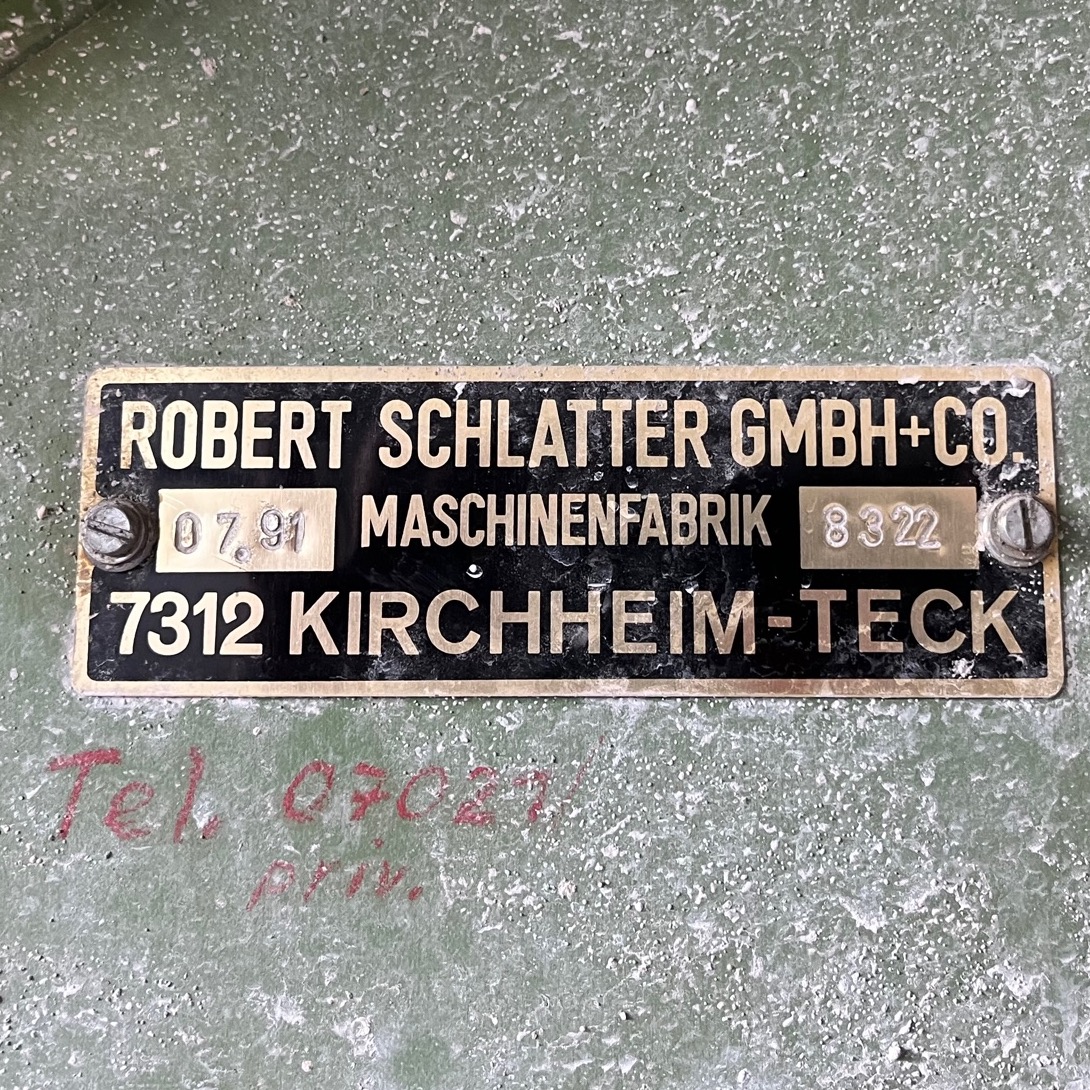 ROBERT SCHLATTER GMBH+CO.
07.91 MASCHINENFABRIK 8322
7312 KIRCHHEIM-TECK
Tel. 07021/
priv.